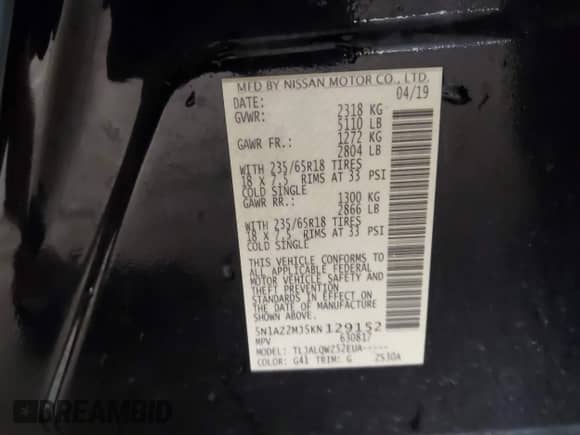 MFD BY NISSAN MOTOR CO., LTD.
DATE: 04/19
GVWR: 2318 KG
5110 LB
GAWR FR.: 1272 KG
2804 LB
WITH 235/65R18 TIRES
18 X 7.5 RIMS AT 33 PSI
COLD SINGLE
GAWR RR.: 1300 KG
2866 LB
WITH 235/65R18 TIRES
18 X 7.5 RIMS AT 33 PSI
COLD SINGLE
THIS VEHICLE CONFORMS TO
ALL APPLICABLE FEDERAL
MOTOR VEHICLE SAFETY AND
THEFT PREVENTION
STANDARDS IN EFFECT ON
THE DATE OF MANUFACTURE
SHOWN ABOVE.
5N1AZ2MJ5KN129152
MPV 630817
MODEL: TLJALQWZ52EUA-----
COLOR: G41 TRIM: G ZS30A
DREAMBID